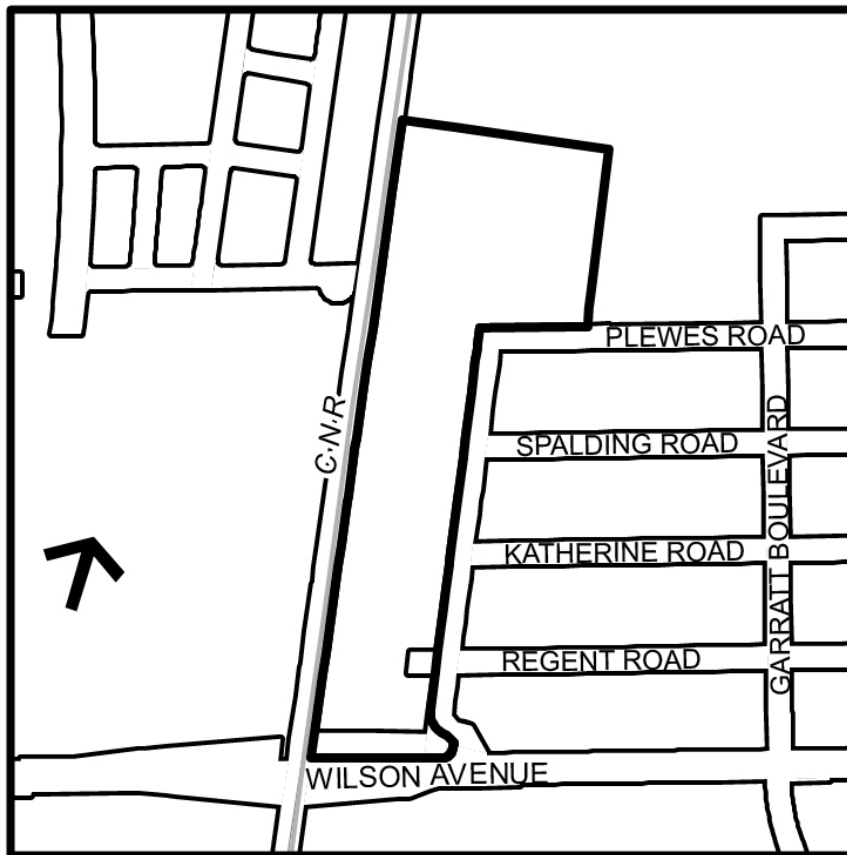 PLEWES ROAD
SPALDING ROAD
C.N.R
GARRATT BOULEVARD
KATHERINE ROAD
REGENT ROAD
WILSON AVENUE